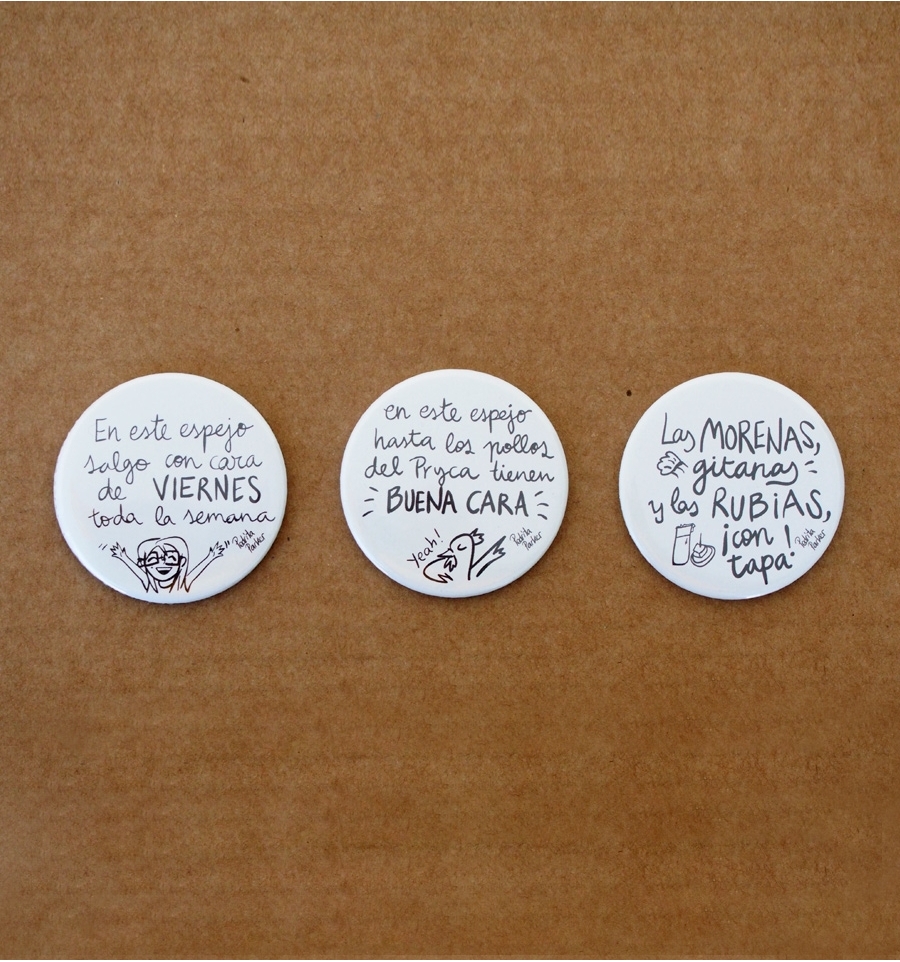 En este espejo
salgo con cara
de VIERNES
toda la semana
en este espejo
hasta los pollos
del Pryca tienen
BUENA CARA
Yeah!
Las MORENAS,
gitanas
y las RUBiAS,
¡con
tapa!